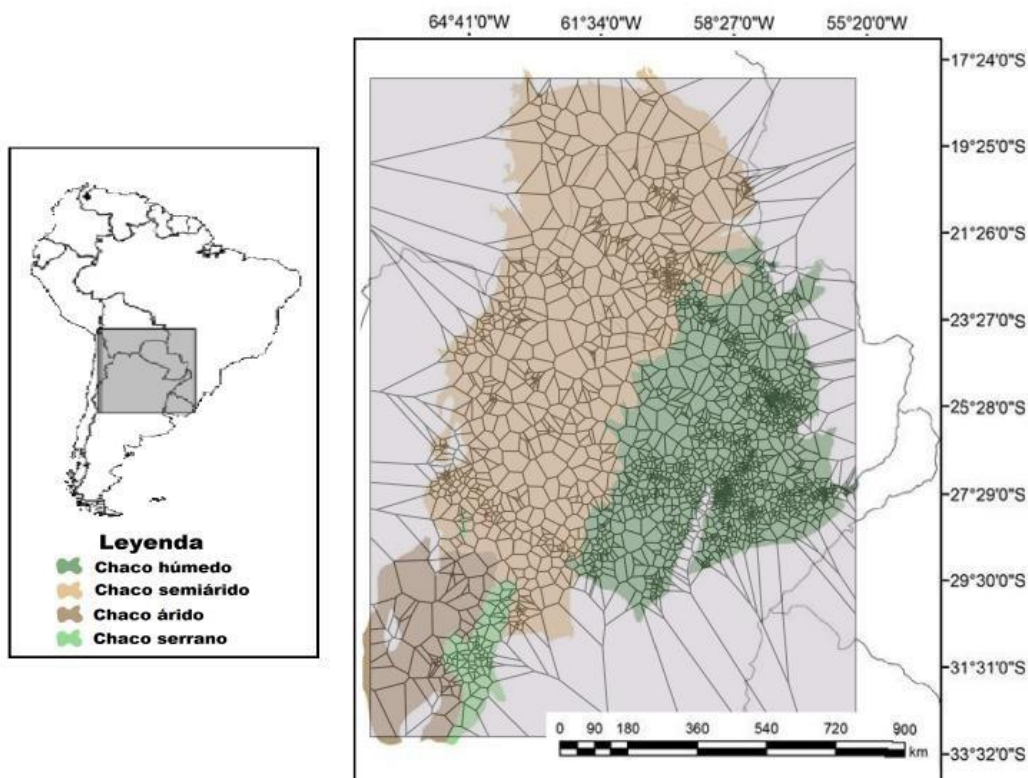 64°41'0"W 61°34'0"W 58°27'0"W 55°20'0"W
17°24'0"S
19°25'0"S
21°26'0"S
23°27'0"S
25°28'0"S
27°29'0"S
29°30'0"S
31°31'0"S
33°32'0"S
Leyenda
Chaco húmedo
Chaco semiárido
Chaco árido
Chaco serrano
0 90 180 360 540 720 900
km